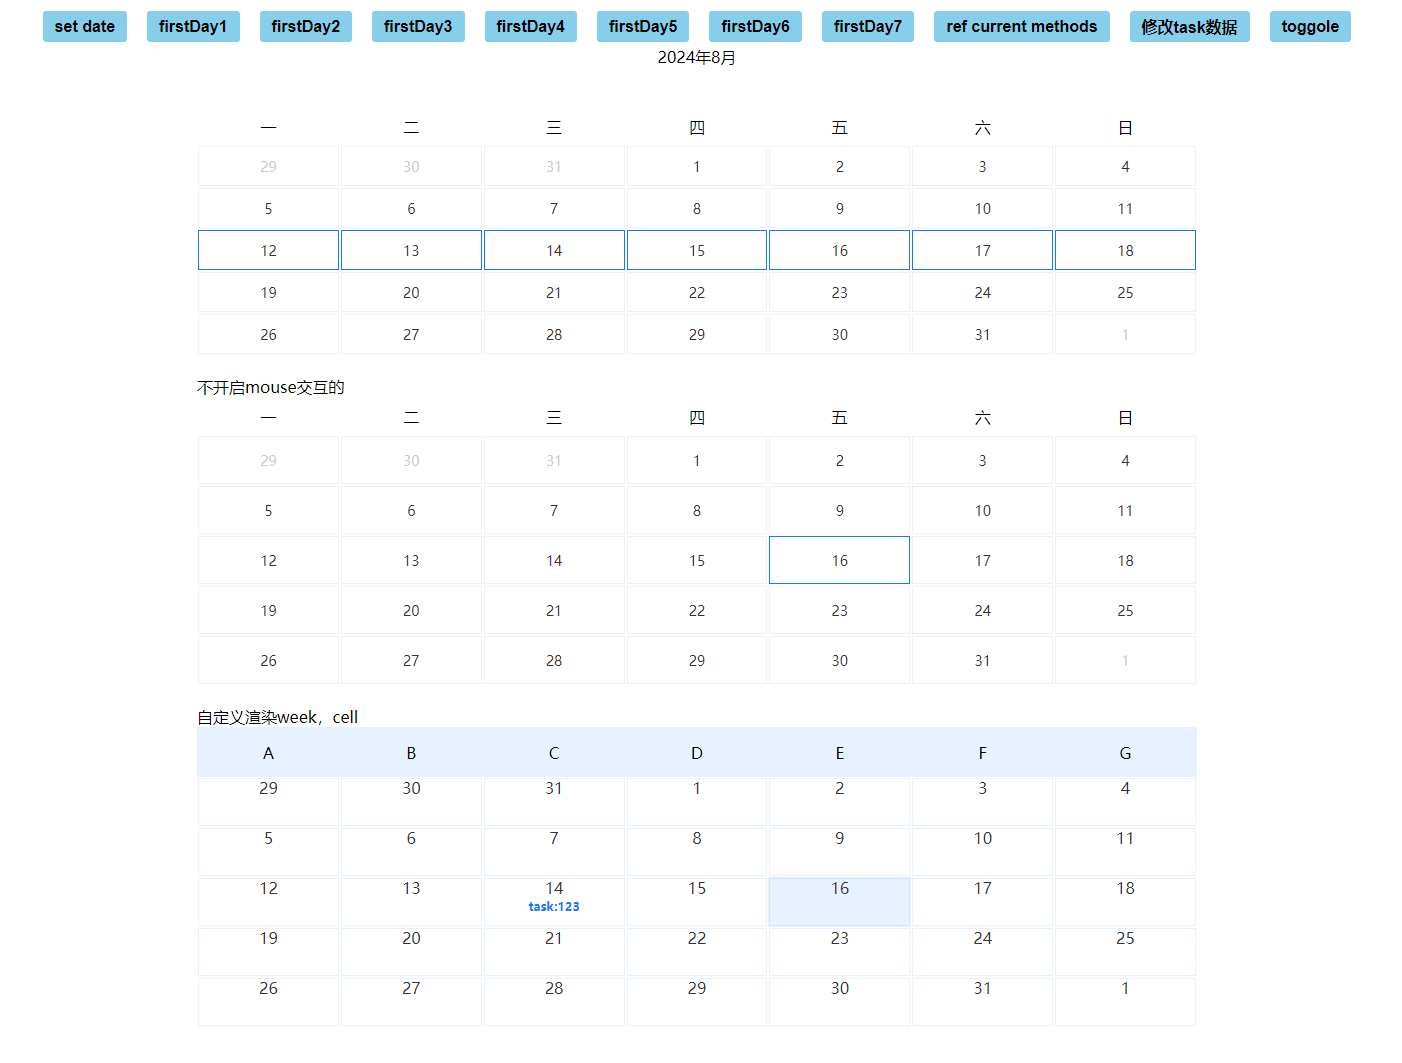 set date firstDay1 firstDay2 firstDay3 firstDay4 firstDay5 firstDay6 firstDay7 ref current methods 修改task数据 toggole
2024年8月
一 二 三 四 五 六 日
29 30 31 1 2 3 4
5 6 7 8 9 10 11
12 13 14 15 16 17 18
19 20 21 22 23 24 25
26 27 28 29 30 31 1
不开启mouse交互的
一 二 三 四 五 六 日
29 30 31 1 2 3 4
5 6 7 8 9 10 11
12 13 14 15 16 17 18
19 20 21 22 23 24 25
26 27 28 29 30 31 1
自定义渲染week，cell
A B C D E F G
29 30 31 1 2 3 4
5 6 7 8 9 10 11
12 13 14 15 16 17 18
task:123
19 20 21 22 23 24 25
26 27 28 29 30 31 1